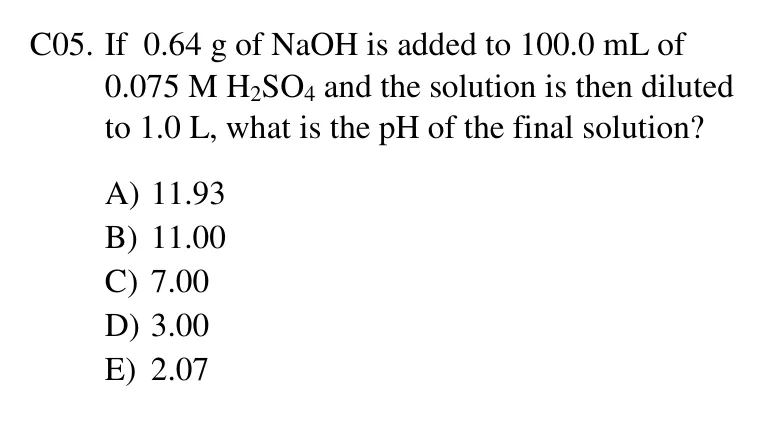 C05. If 0.64 g of NaOH is added to 100.0 mL of
0.075 M H₂SO₄ and the solution is then diluted
to 1.0 L, what is the pH of the final solution?
A) 11.93
B) 11.00
C) 7.00
D) 3.00
E) 2.07